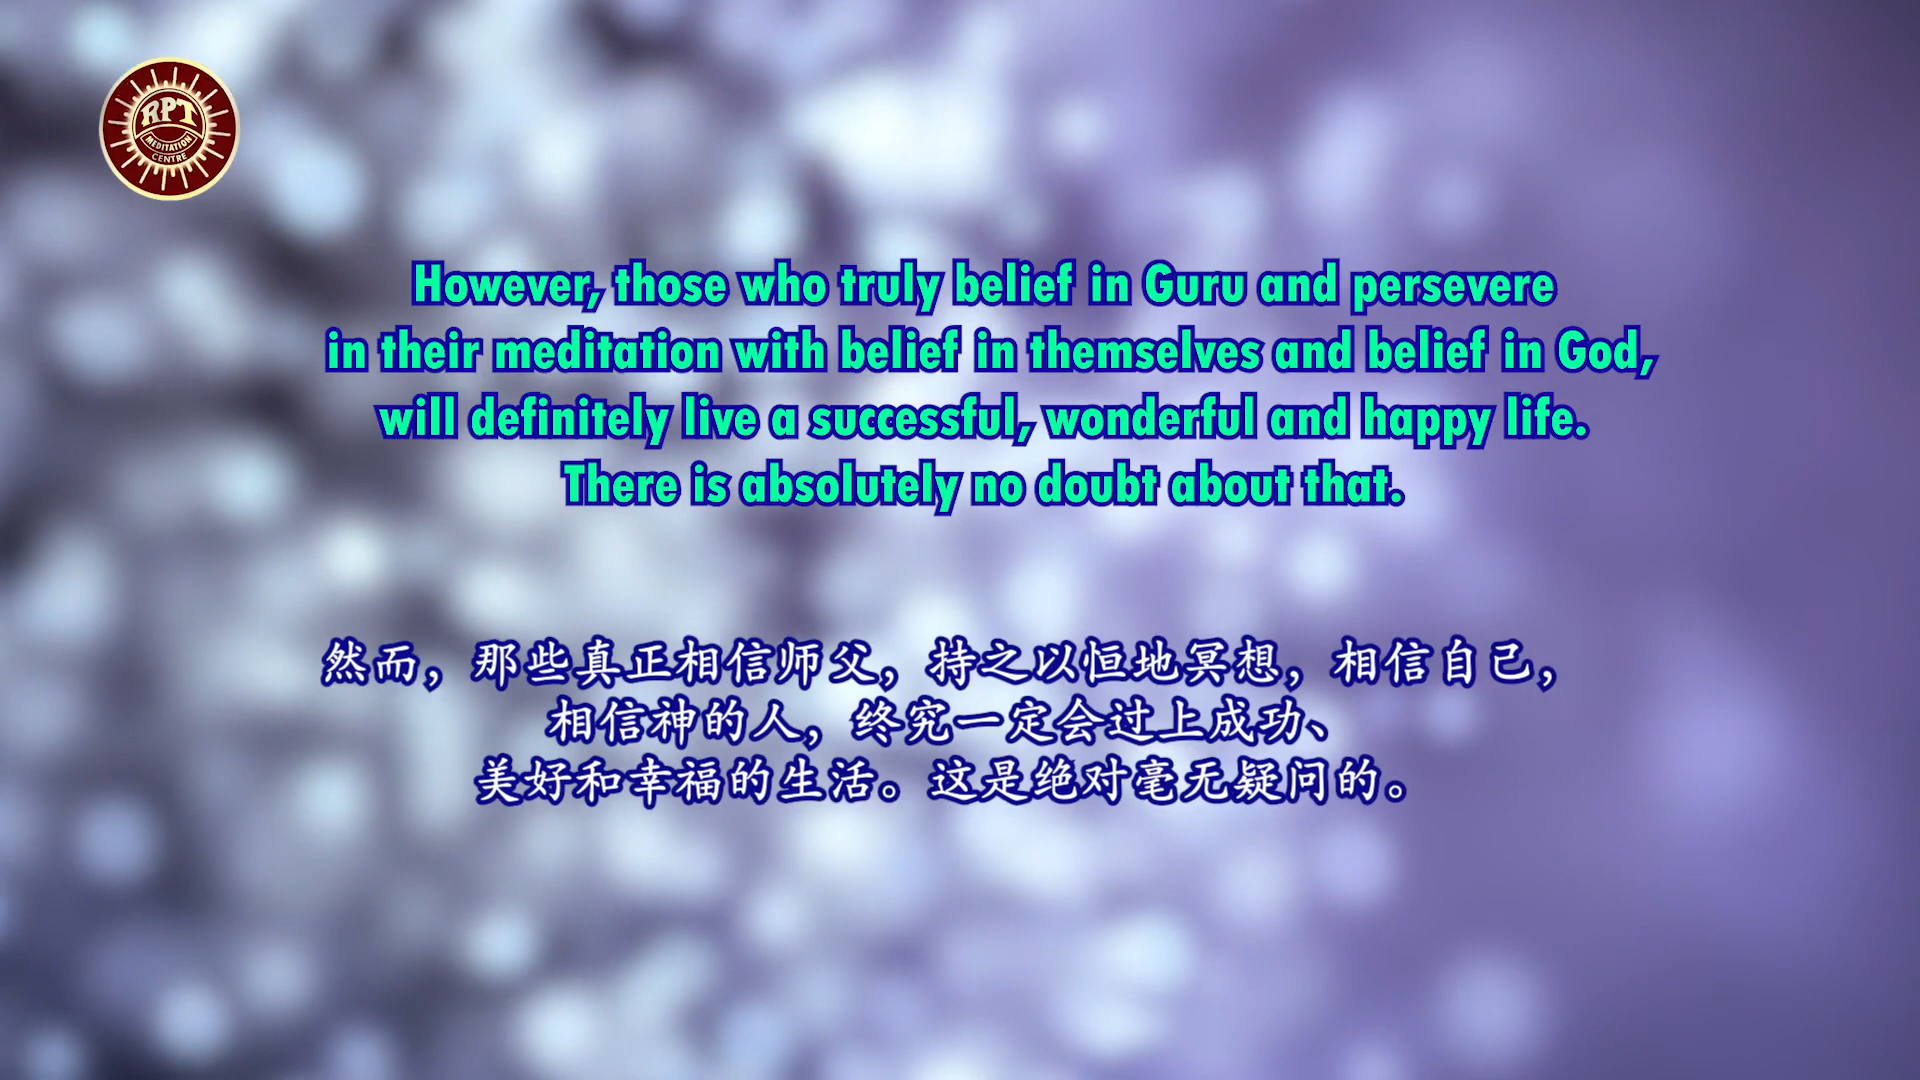 RPT
MEDITATION
CENTRE
However, those who truly belief in Guru and persevere
in their meditation with belief in themselves and belief in God,
will definitely live a successful, wonderful and happy life.
There is absolutely no doubt about that.
然而，那些真正相信师父，持之以恒地冥想，相信自己，
相信神的人，终究一定会过上成功、
美好和幸福的生活。这是绝对毫无疑问的。